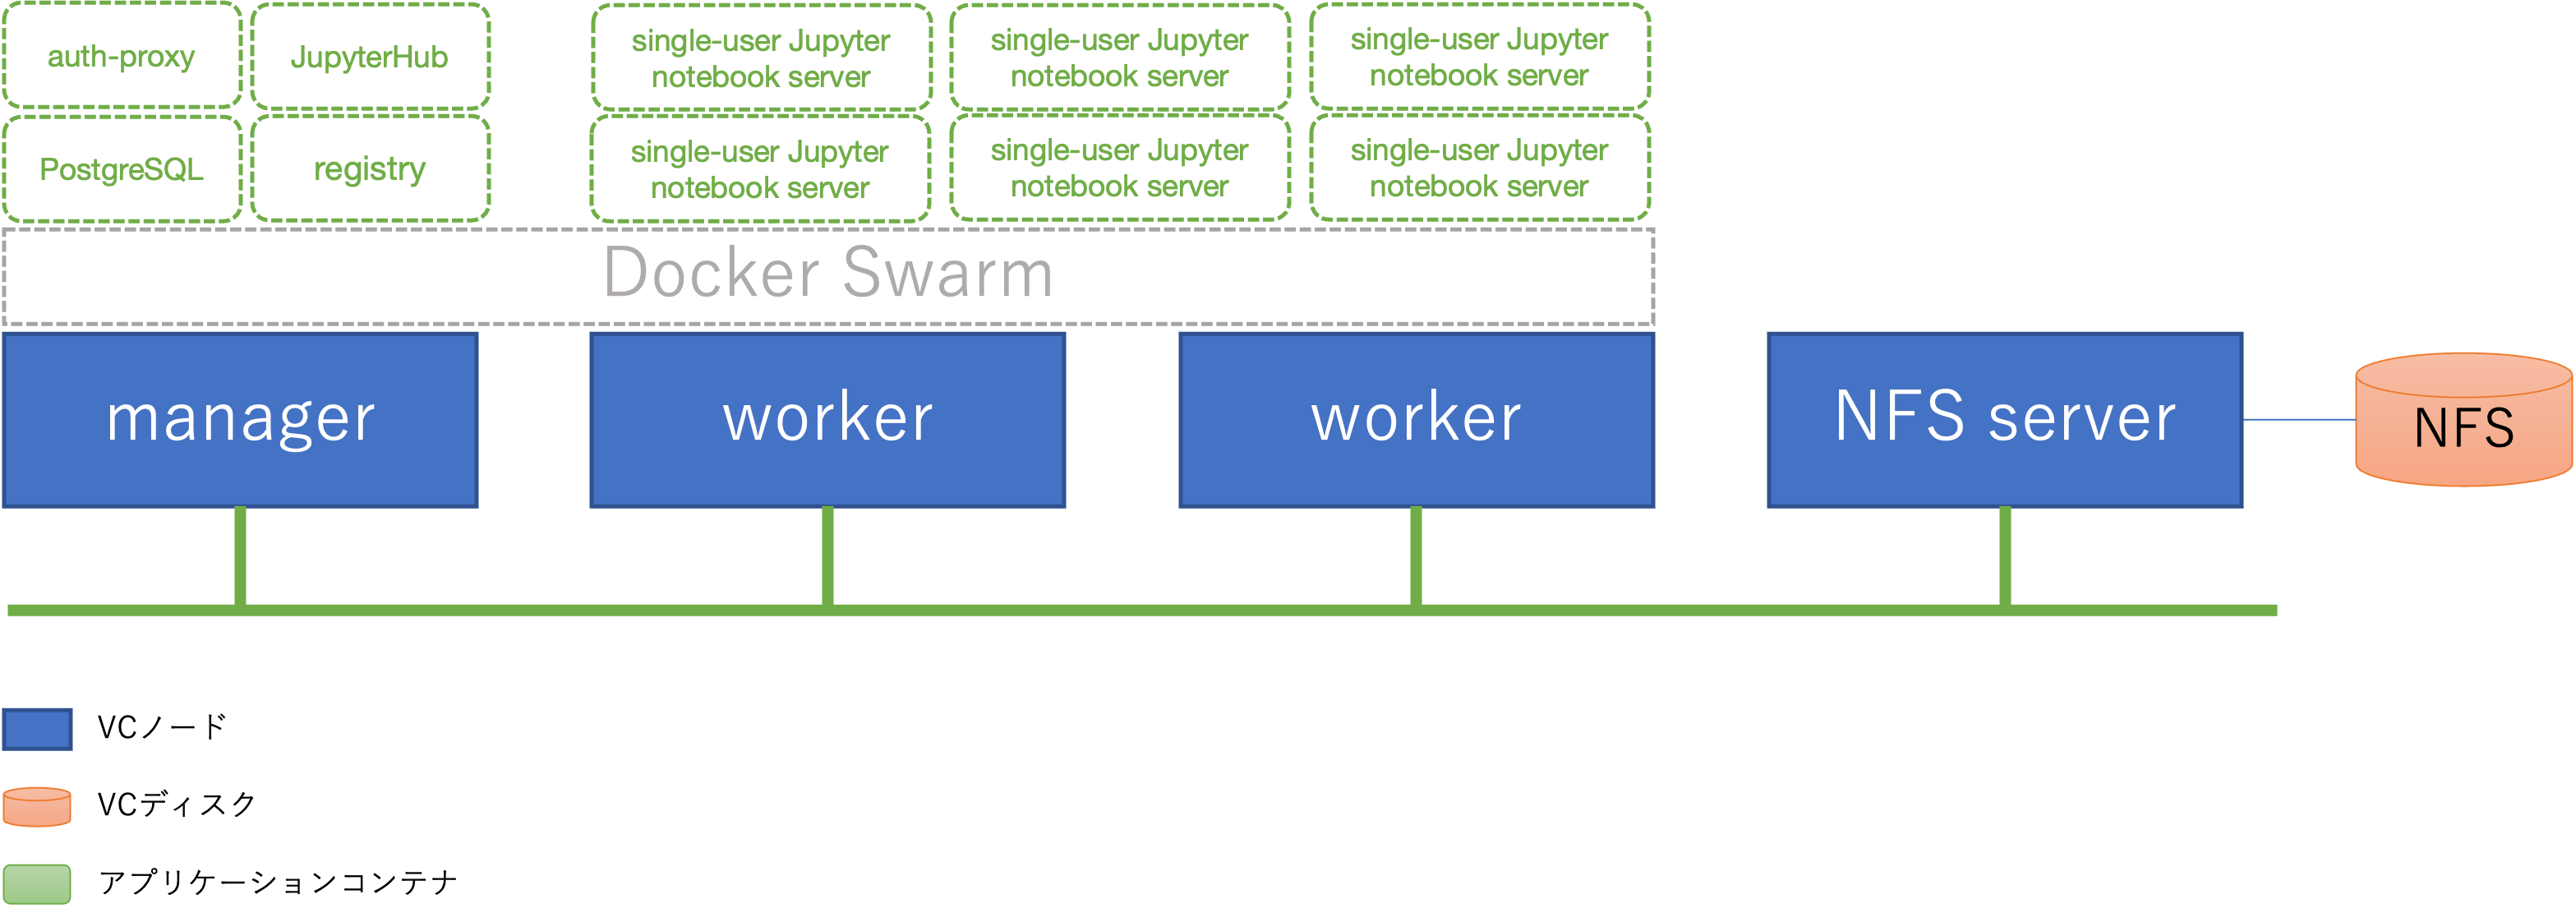 auth-proxy
JupyterHub
single-user Jupyter
notebook server
single-user Jupyter
notebook server
single-user Jupyter
notebook server
PostgreSQL
registry
single-user Jupyter
notebook server
single-user Jupyter
notebook server
single-user Jupyter
notebook server
Docker Swarm
manager
worker
worker
NFS server
NFS
VCノード
VCディスク
アプリケーションコンテナ